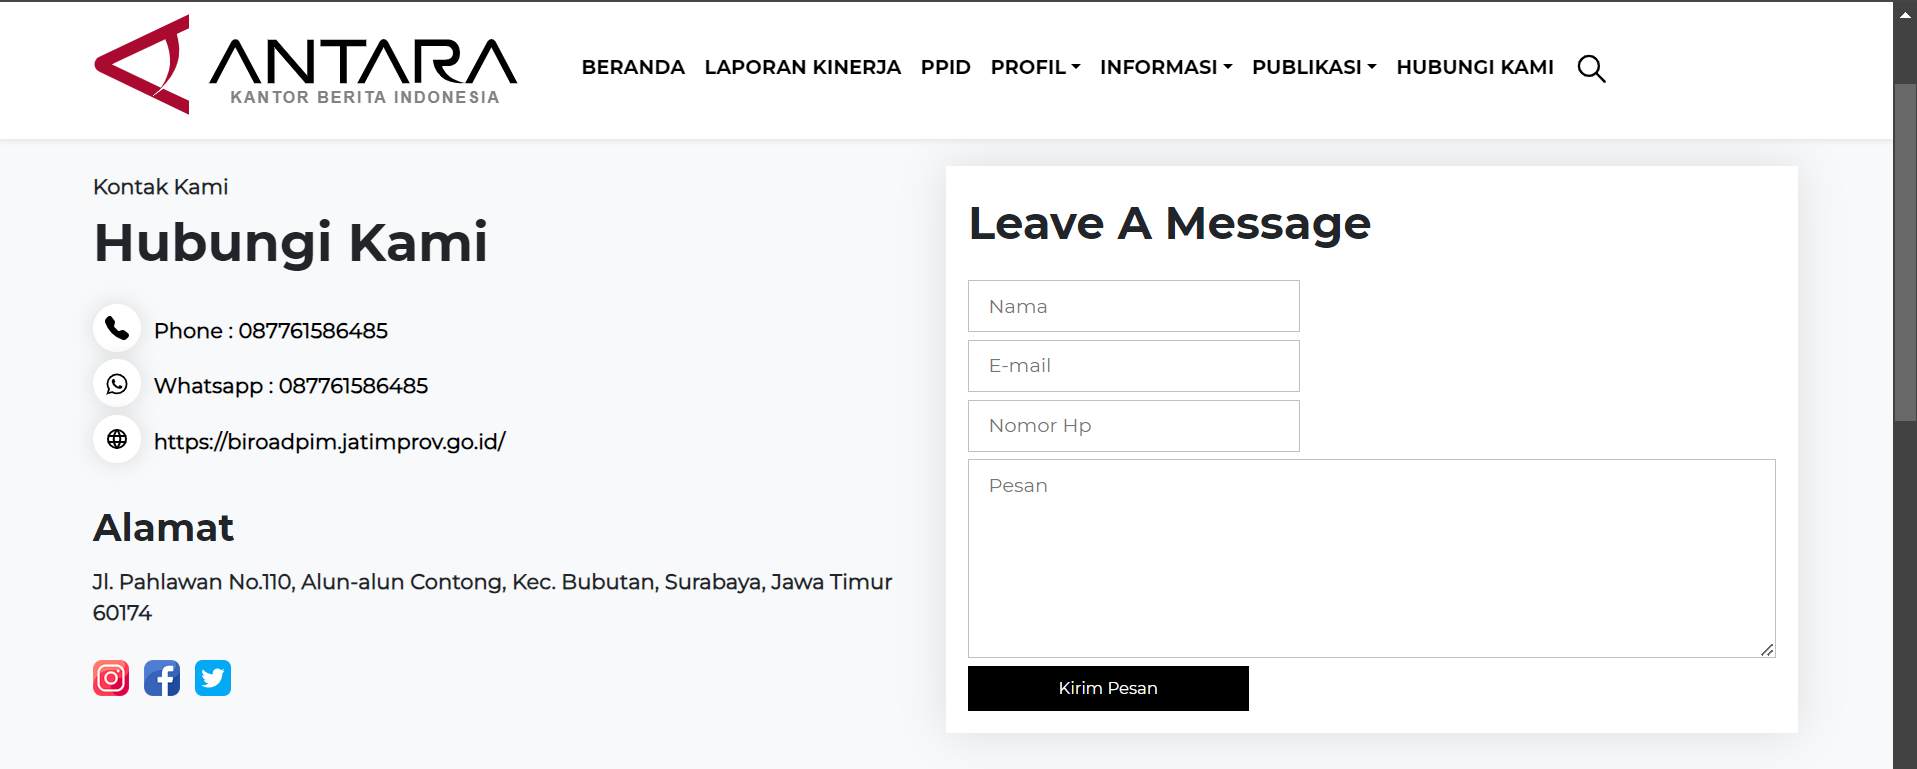 ANTARA
KANTOR BERITA INDONESIA
BERANDA LAPORAN KINERJA PPID PROFIL INFORMASI PUBLIKASI HUBUNGI KAMI
Kontak Kami
Hubungi Kami
Phone : 087761586485
Whatsapp : 087761586485
https://biroadpim.jatimprov.go.id/
Alamat
Jl. Pahlawan No.110, Alun-alun Contong, Kec. Bubutan, Surabaya, Jawa Timur
60174
Leave A Message
Nama
E-mail
Nomor Hp
Pesan
Kirim Pesan